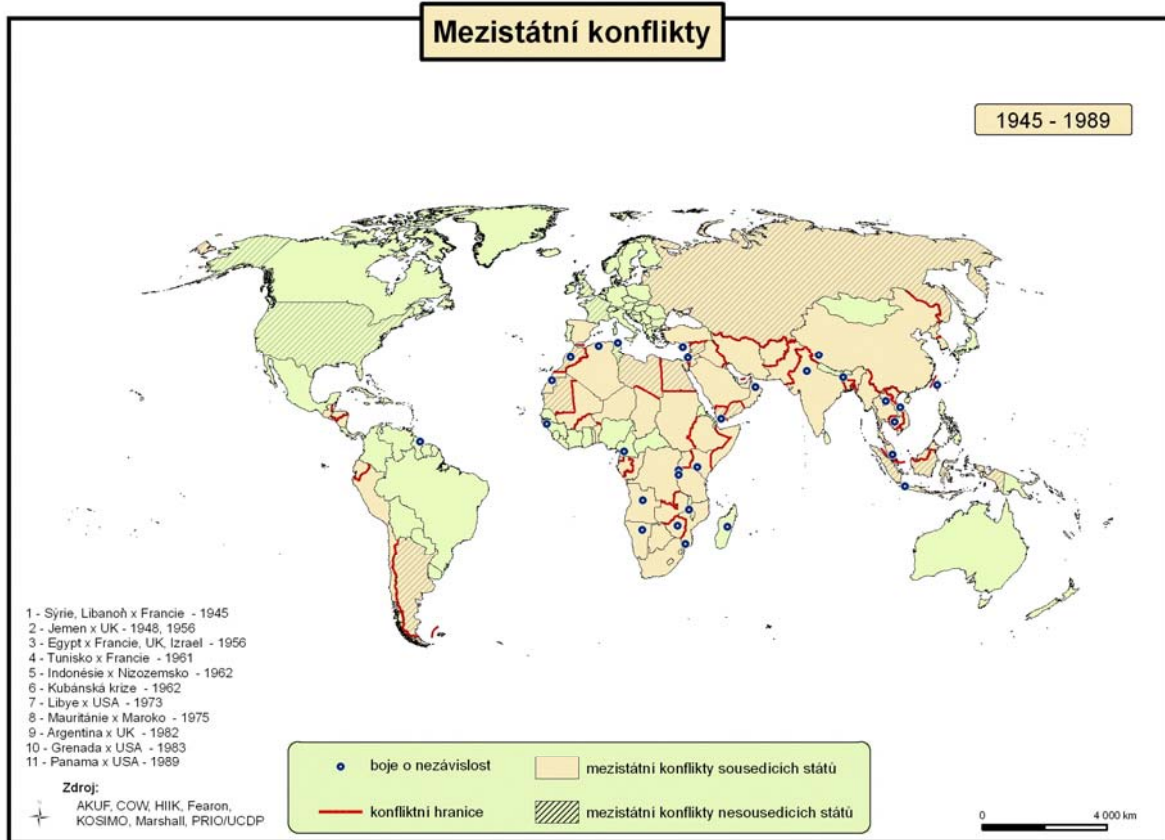 Mezistátní konflikty
1945 - 1989
1 - Sýrie, Libanoň x Francie - 1945
2 - Jemen x UK - 1948, 1956
3 - Egypt x Francie, UK, Izrael - 1956
4 - Tunisko x Francie - 1961
5 - Indonésie x Nizozemsko - 1962
6 - Kubánská krize - 1962
7 - Libye x USA - 1973
8 - Mauritánie x Maroko - 1975
9 - Argentina x UK - 1982
10 - Grenada x USA - 1983
11 - Panama x USA - 1989
Zdroj:
AKUF, COW, HIIK, Fearon,
KOSIMO, Marshall, PRIO/UCDP
boje o nezávislost
mezistátní konflikty sousedicích států
konfliktní hranice
mezistátní konflikty nesousedicích států
0 4 000 km